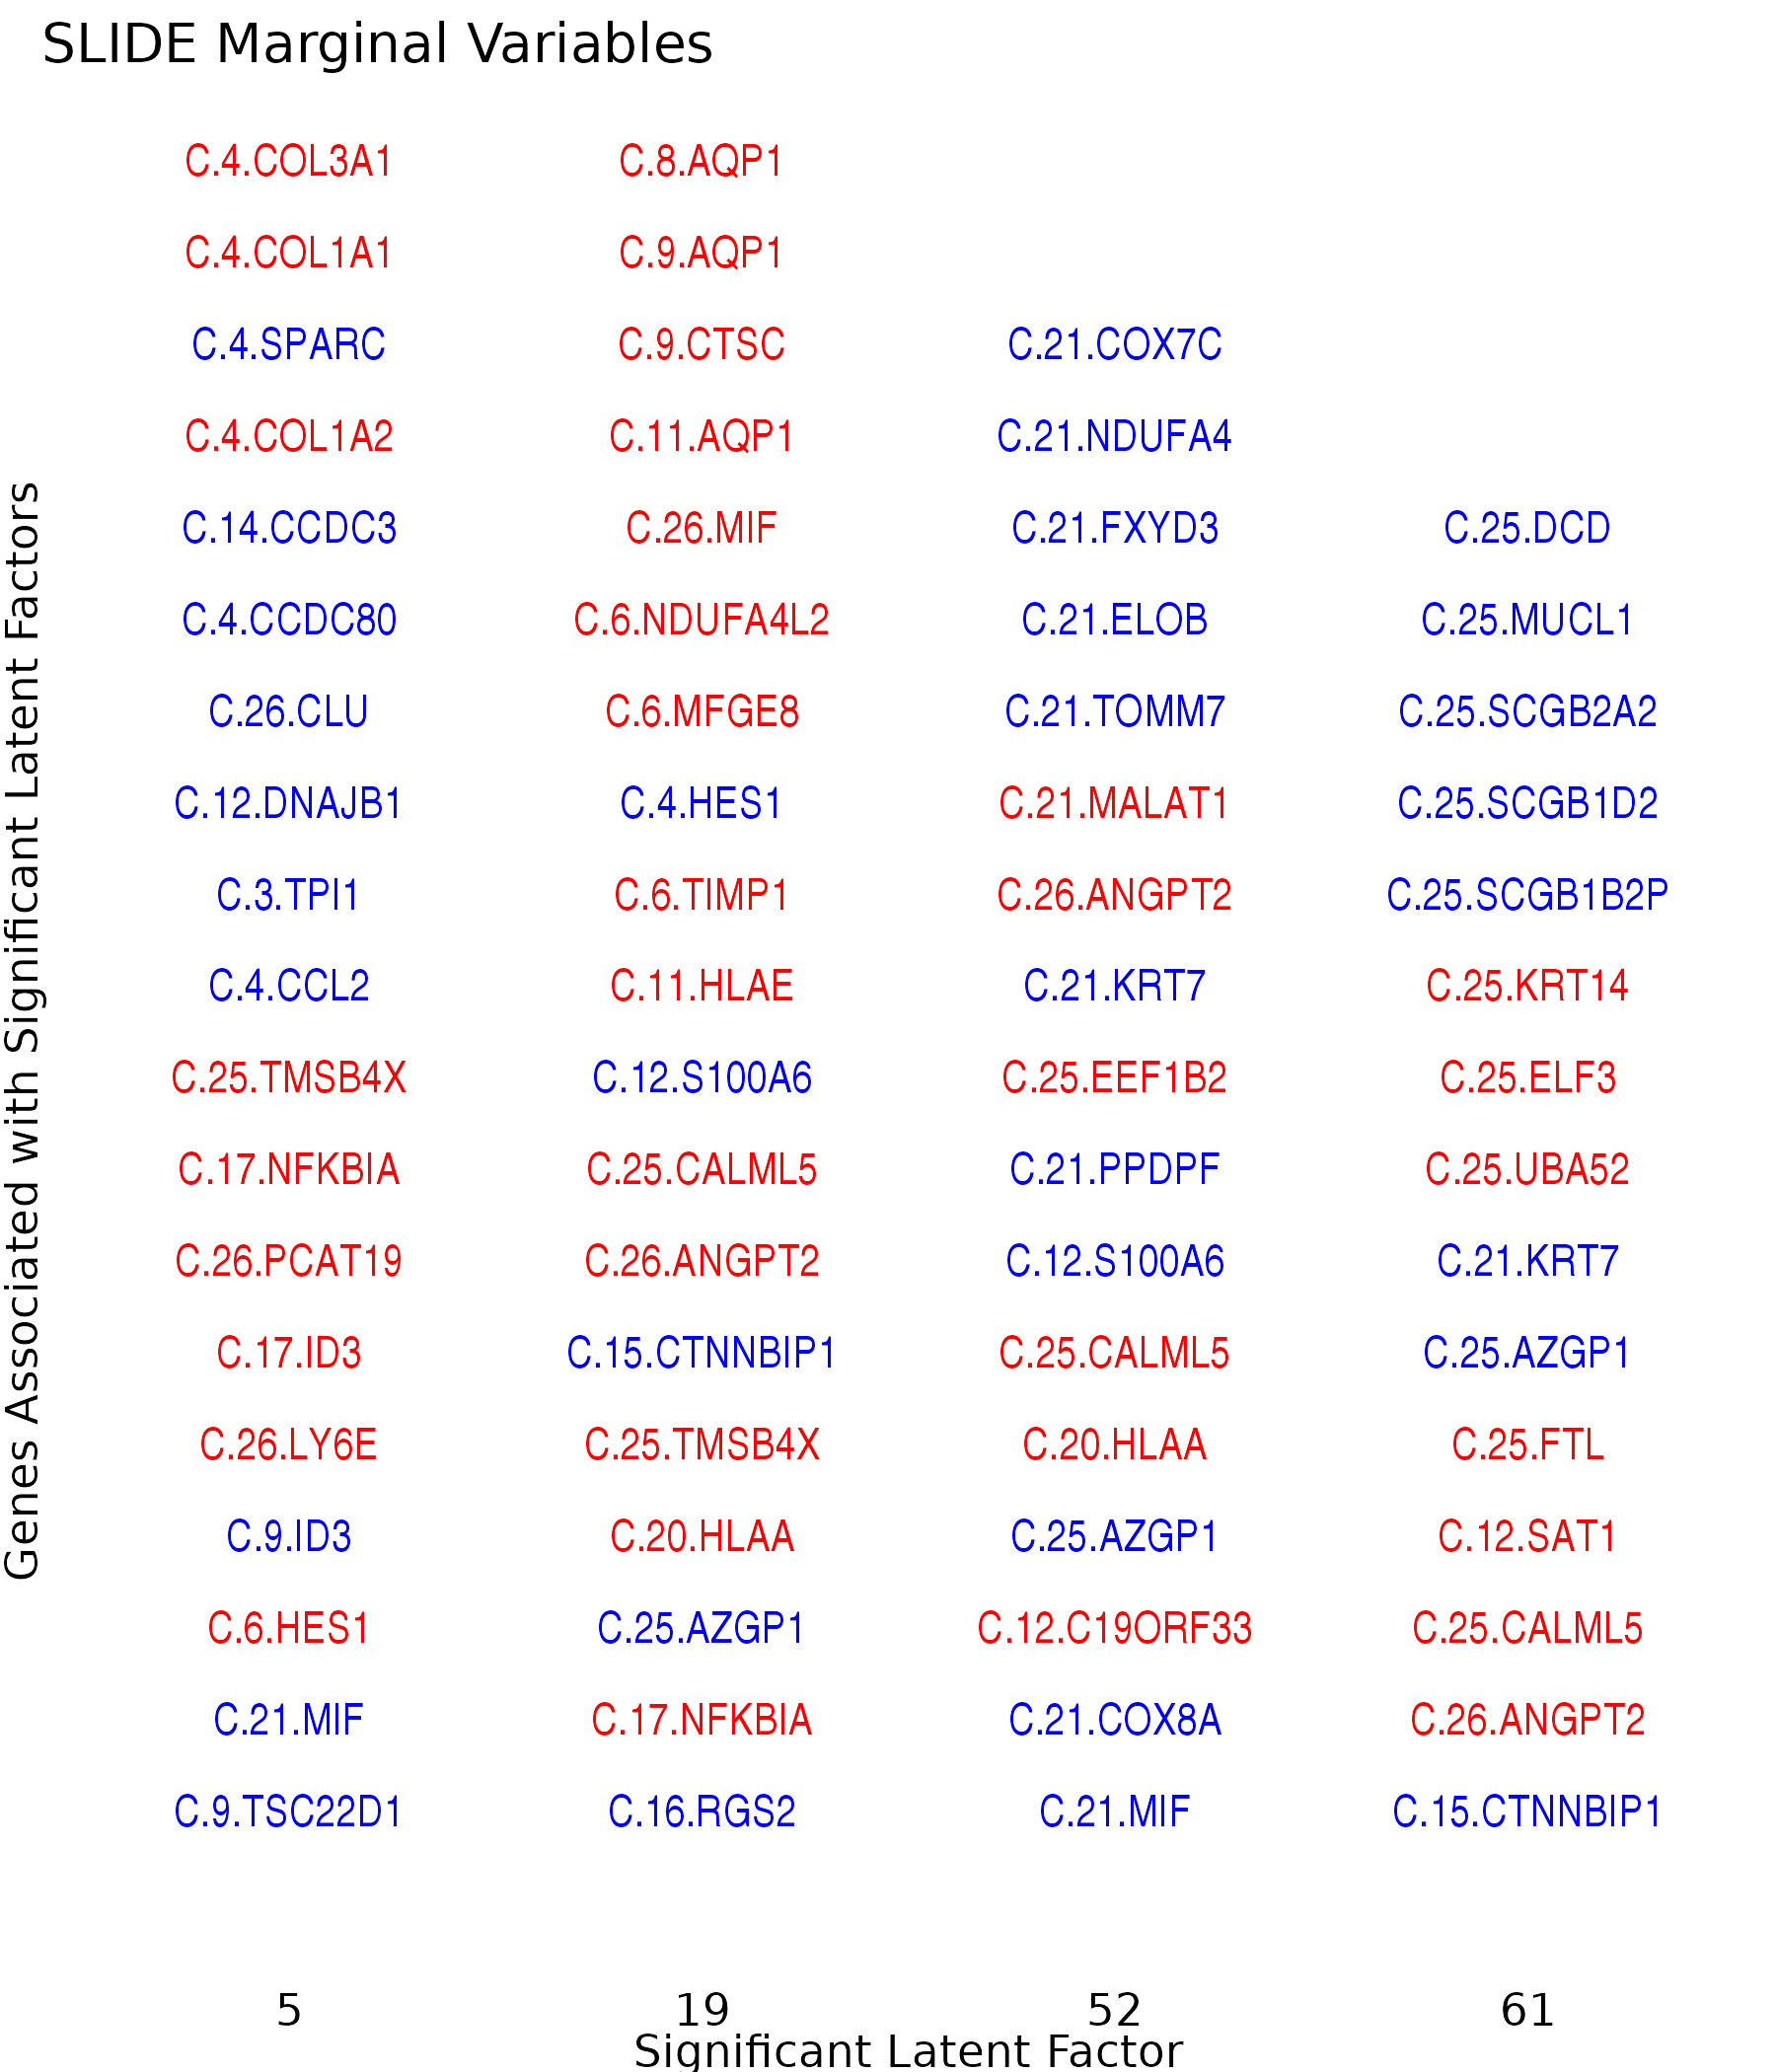 SLIDE Marginal Variables
C.4.COL3A1 C.8.AQP1
C.4.COL1A1 C.9.AQP1
C.4.SPARC C.9.CTSC C.21.COX7C
C.4.COL1A2 C.11.AQP1 C.21.NDUFA4
C.14.CCDC3 C.26.MIF C.21.FXYD3 C.25.DCD
C.4.CCDC80 C.6.NDUFA4L2 C.21.ELOB C.25.MUCL1
C.26.CLU C.6.MFGE8 C.21.TOMM7 C.25.SCGB2A2
C.12.DNAJB1 C.4.HES1 C.21.MALAT1 C.25.SCGB1D2
C.3.TPI1 C.6.TIMP1 C.26.ANGPT2 C.25.SCGB1B2P
C.4.CCL2 C.11.HLAE C.21.KRT7 C.25.KRT14
C.25.TMSB4X C.12.S100A6 C.25.EEF1B2 C.25.ELF3
C.17.NFKBIA C.25.CALML5 C.21.PPDPF C.25.UBA52
C.26.PCAT19 C.26.ANGPT2 C.12.S100A6 C.21.KRT7
C.17.ID3 C.15.CTNNBIP1 C.25.CALML5 C.25.AZGP1
C.26.LY6E C.25.TMSB4X C.20.HLAA C.25.FTL
C.9.ID3 C.20.HLAA C.25.AZGP1 C.12.SAT1
C.6.HES1 C.25.AZGP1 C.12.C19ORF33 C.25.CALML5
C.21.MIF C.17.NFKBIA C.21.COX8A C.26.ANGPT2
C.9.TSC22D1 C.16.RGS2 C.21.MIF C.15.CTNNBIP1
5 19 52 61
Significant Latent Factor
Genes Associated with Significant Latent Factors